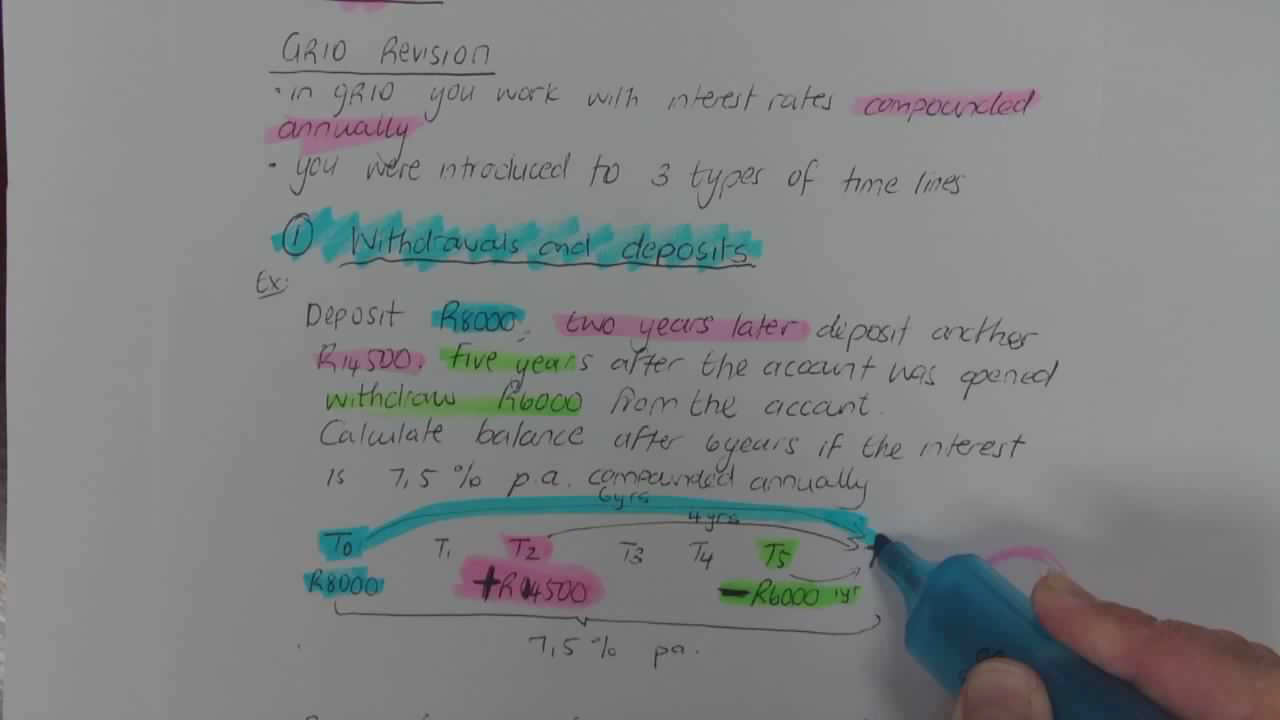 GR10 Revision
· in gR10 you work with interest rates compounded
annually
· you were introduced to 3 types of time lines
① Withdrawals and deposits
Ex:
Deposit R8000, two years later deposit another
R14500. five years after the account was opened
withdraw R6000 from the accant.
Calculate balance after 6years if the interest
is 7,5% p.a. compounded annually
6yrs
4yrs
T0 T1 T2 T3 T4 T5
R8000 +R14500 -R6000 1yr
7,5% pa.